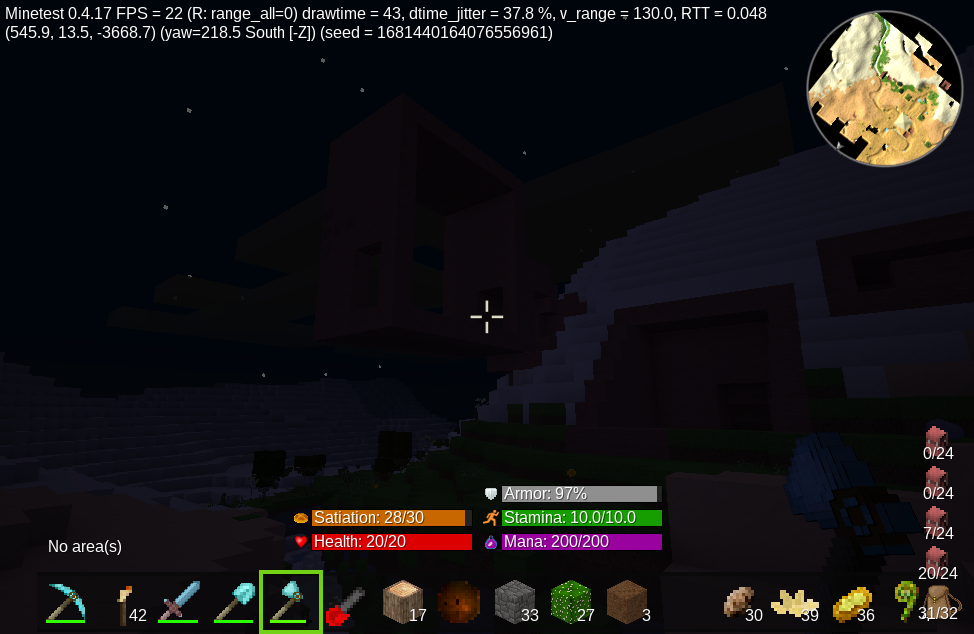 Minetest 0.4.17 FPS = 22 (R: range_all=0) drawtime = 43, dtime_jitter = 37.8 %, v_range = 130.0, RTT = 0.048
(545.9, 13.5, -3668.7) (yaw=218.5 South [-Z]) (seed = 1681440164076556961)
Armor: 97%
Satiation: 28/30
Stamina: 10.0/10.0
Health: 20/20
Mana: 200/200
No area(s)
0/24
0/24
7/24
20/24
42
17
33
27
3
30
39
36
31/32